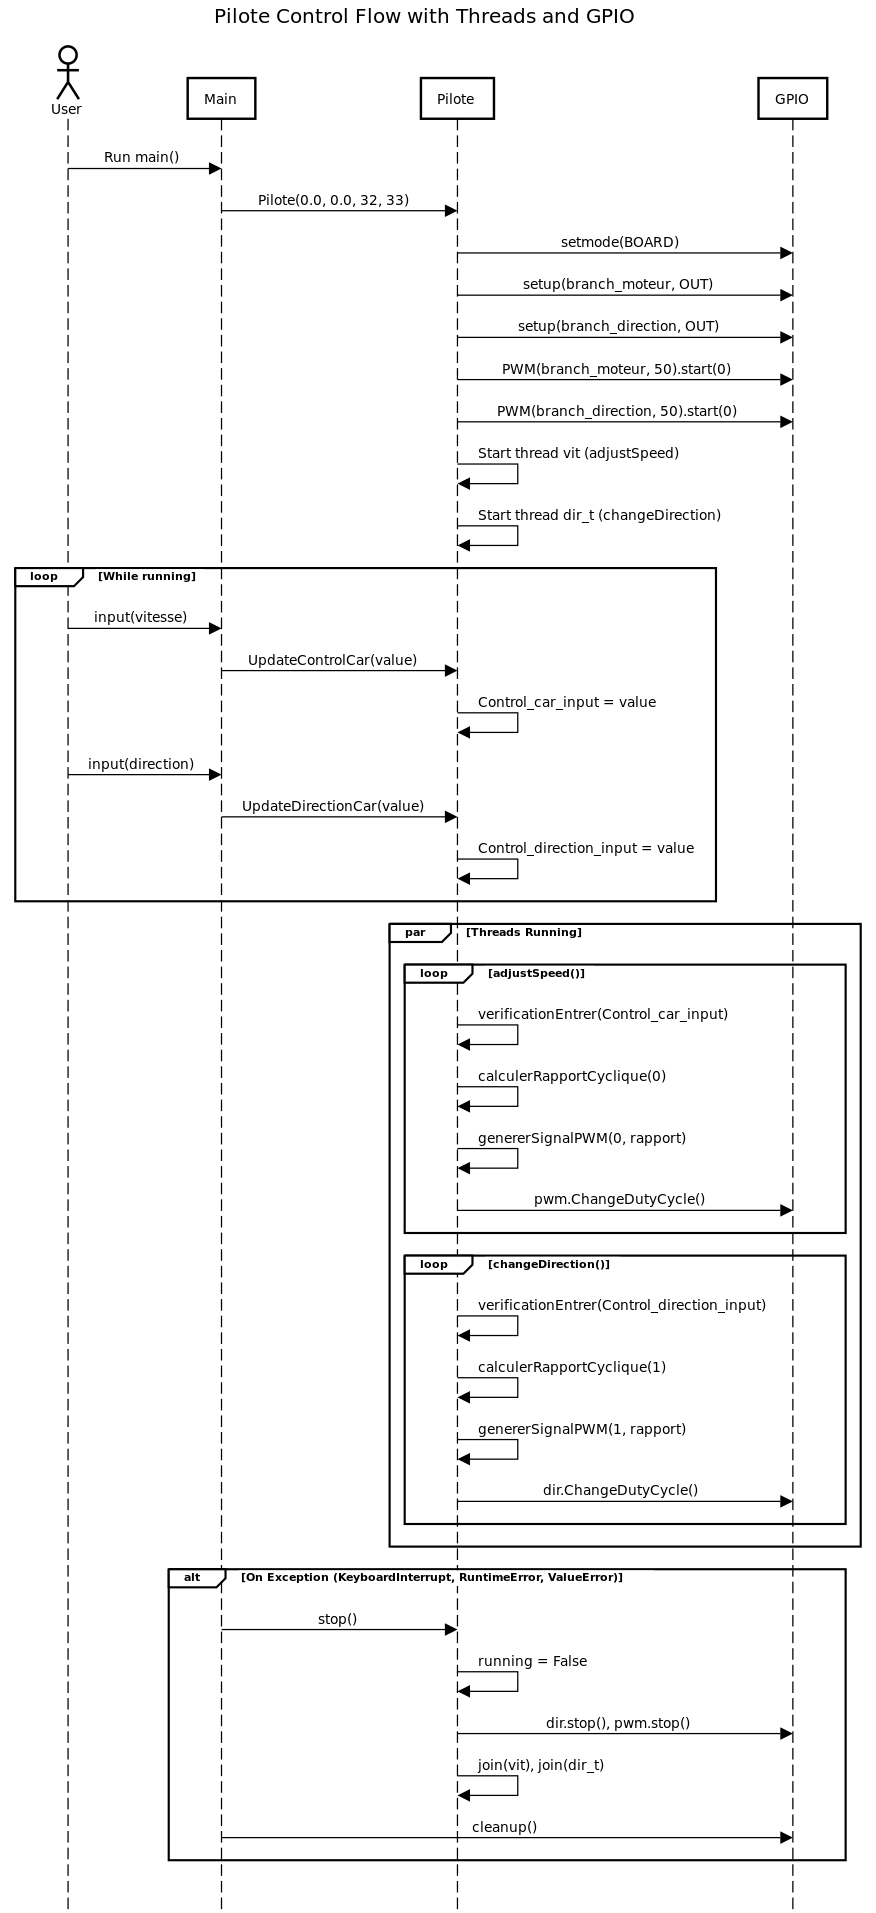 Pilote Control Flow with Threads and GPIO
User
Main
Pilote
GPIO
Run main()
Pilote(0.0, 0.0, 32, 33)
setmode(BOARD)
setup(branch_moteur, OUT)
setup(branch_direction, OUT)
PWM(branch_moteur, 50).start(0)
PWM(branch_direction, 50).start(0)
Start thread vit (adjustSpeed)
Start thread dir_t (changeDirection)
loop
[While running]
input(vitesse)
UpdateControlCar(value)
Control_car_input = value
input(direction)
UpdateDirectionCar(value)
Control_direction_input = value
par
[Threads Running]
loop
[adjustSpeed()]
verificationEntrer(Control_car_input)
calculerRapportCyclique(0)
genererSignalPWM(0, rapport)
pwm.ChangeDutyCycle()
loop
[changeDirection()]
verificationEntrer(Control_direction_input)
calculerRapportCyclique(1)
genererSignalPWM(1, rapport)
dir.ChangeDutyCycle()
alt
[On Exception (KeyboardInterrupt, RuntimeError, ValueError)]
stop()
running = False
dir.stop(), pwm.stop()
join(vit), join(dir_t)
cleanup()